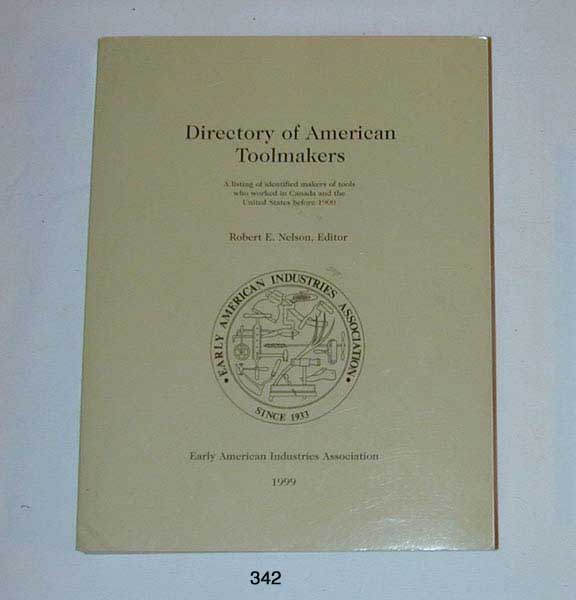 Directory of American
Toolmakers
A listing of identified makers of tools
who worked in Canada and the
United States before 1900
Robert E. Nelson, Editor
• EARLY AMERICAN INDUSTRIES ASSOCIATION •
SINCE 1933
Early American Industries Association
1999
342